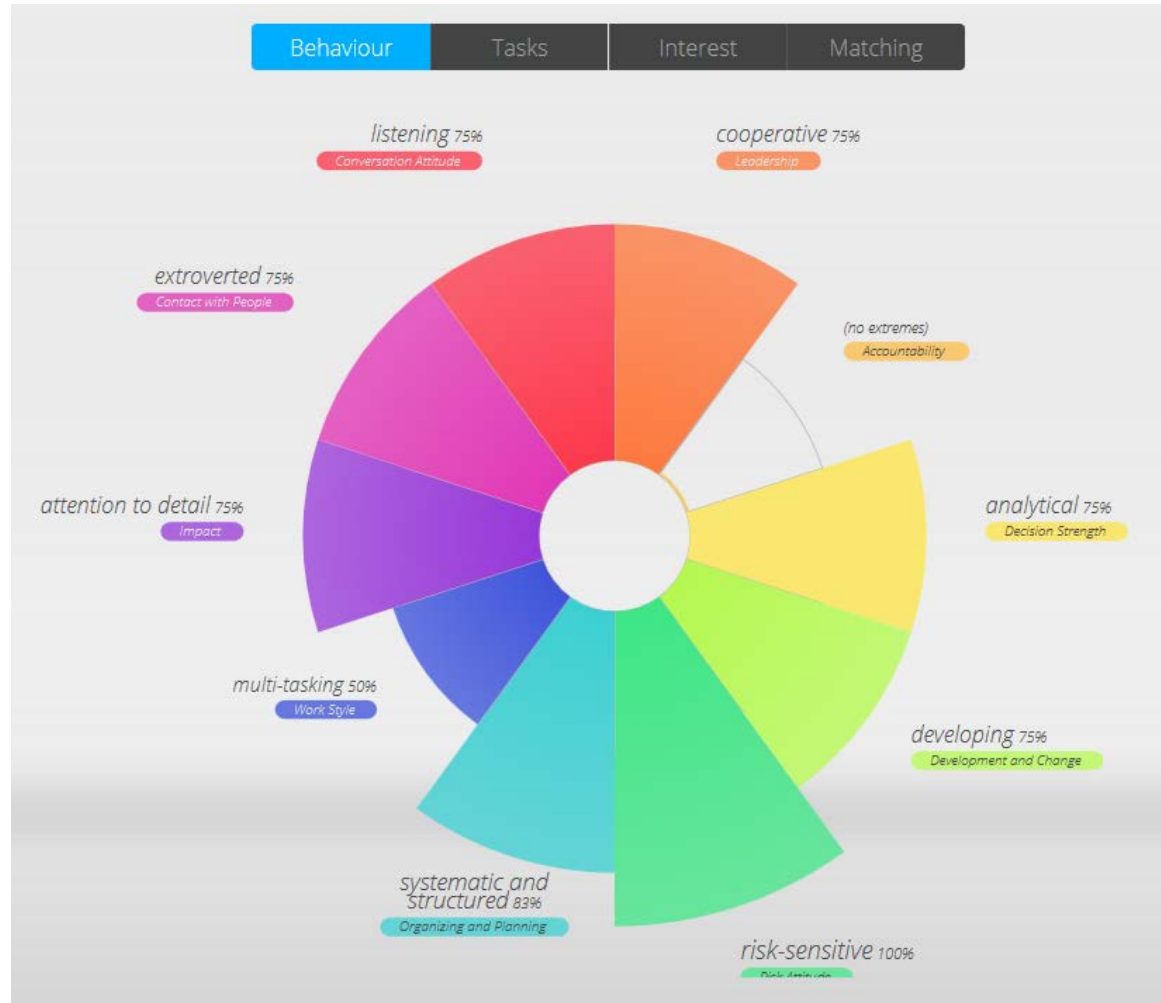 Behaviour Tasks Interest Matching
listening 75%
Conversation Attitude
cooperative 75%
Leadership
extroverted 75%
Contact with People
(no extremes)
Accountability
attention to detail 75%
Impact
analytical 75%
Decision Strength
multi-tasking 50%
Work Style
developing 75%
Development and Change
systematic and
structured 83%
Organizing and Planning
risk-sensitive 100%
Risk Attitude